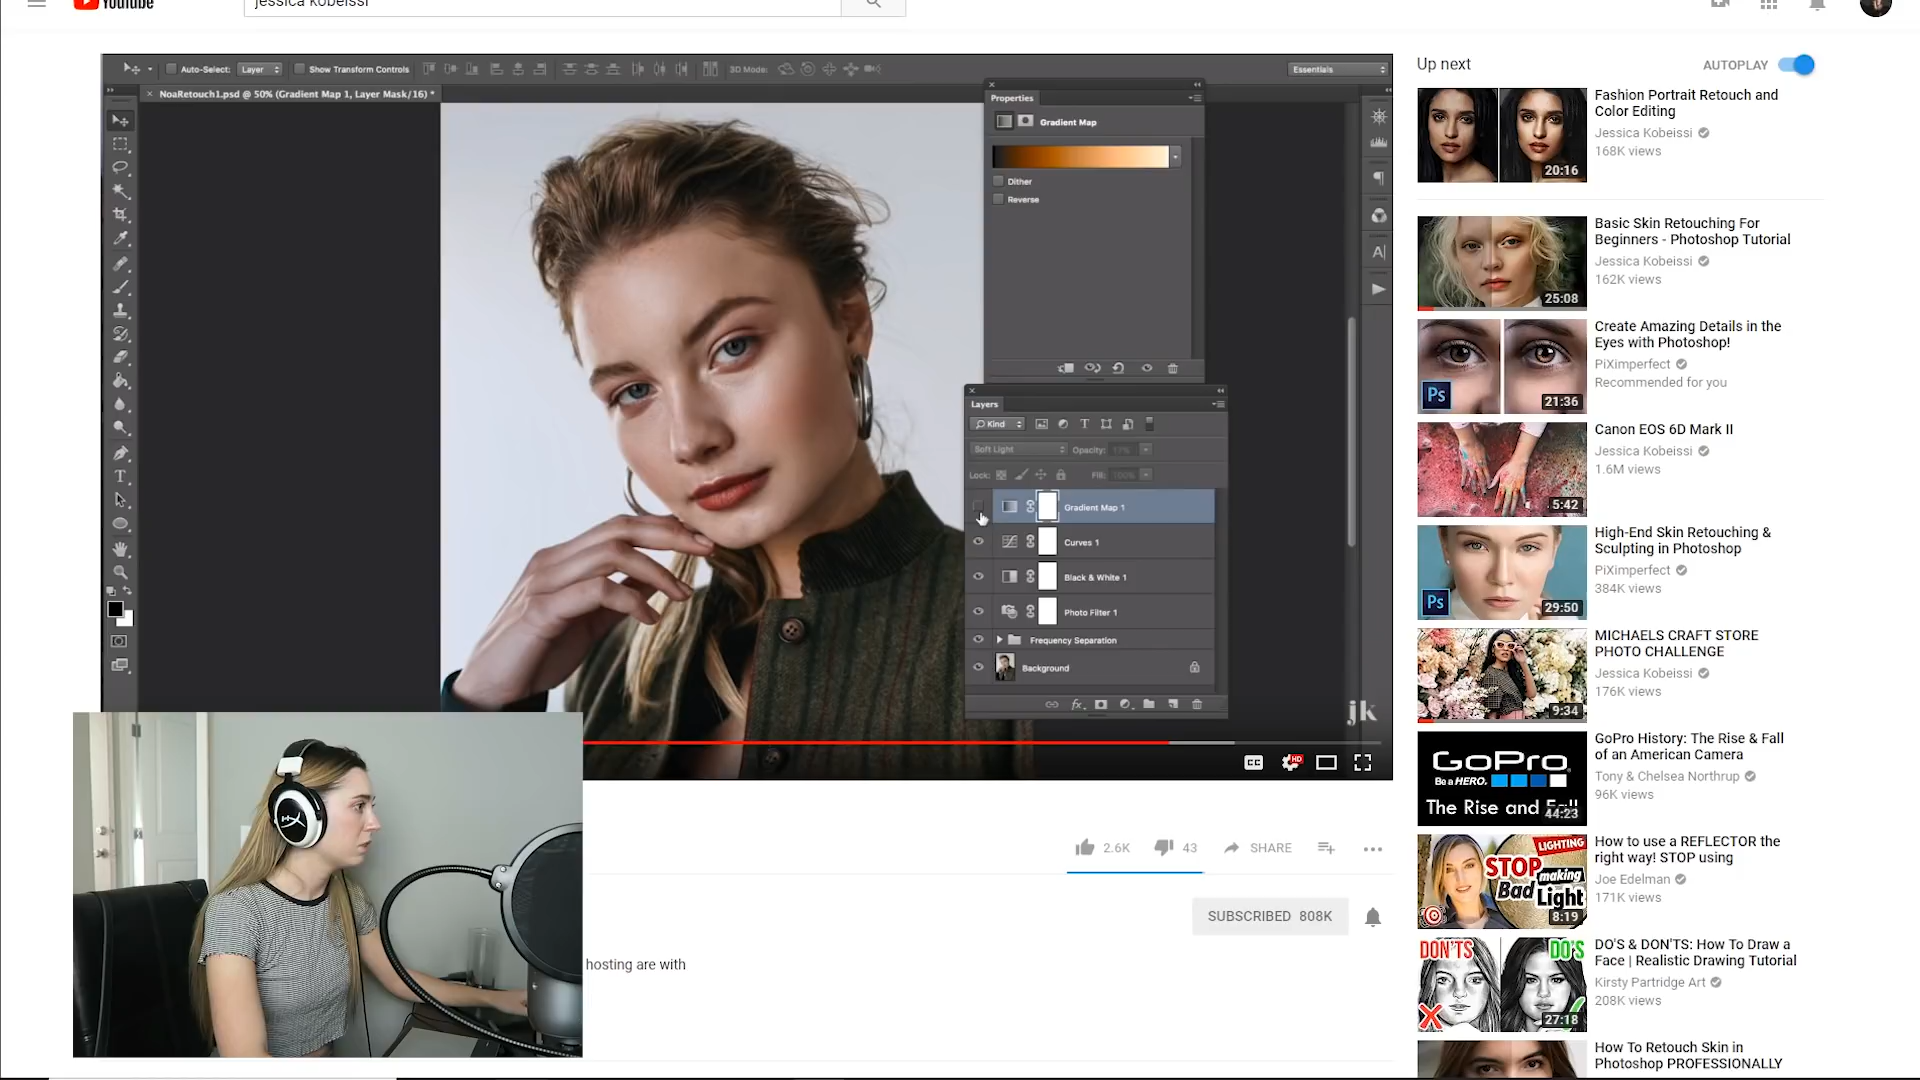 YouTube
jessica kobeissi
Auto-Select: Layer Show Transform Controls 3D Mode: Essentials
× NoaRetouch1.psd @ 50% (Gradient Map 1, Layer Mask/16) *
Properties
Gradient Map
Dither
Reverse
Layers
Kind
Soft Light Opacity:
Lock: Fill: 100%
Gradient Map 1
Curves 1
Black & White 1
Photo Filter 1
Frequency Separation
Background
fx
jk
CC HD
2.6K 43 SHARE
SUBSCRIBED 808K
hosting are with
Up next AUTOPLAY
Fashion Portrait Retouch and
Color Editing
Jessica Kobeissi
168K views
20:16
Basic Skin Retouching For
Beginners - Photoshop Tutorial
Jessica Kobeissi
162K views
25:08
Create Amazing Details in the
Eyes with Photoshop!
PiXimperfect
Recommended for you
Ps
21:36
Canon EOS 6D Mark II
Jessica Kobeissi
1.6M views
5:42
High-End Skin Retouching &
Sculpting in Photoshop
PiXimperfect
384K views
Ps
29:50
MICHAELS CRAFT STORE
PHOTO CHALLENGE
Jessica Kobeissi
176K views
9:34
GoPro History: The Rise & Fall
of an American Camera
Tony & Chelsea Northrup
96K views
GoPro
Be a HERO.
The Rise and Fall
44:23
How to use a REFLECTOR the
right way! STOP using
Joe Edelman
171K views
LIGHTING
STOP making
Bad Light
8:19
DO'S & DON'TS: How To Draw a
Face | Realistic Drawing Tutorial
Kirsty Partridge Art
208K views
DON'TS DO'S
27:18
How To Retouch Skin in
Photoshop PROFESSIONALLY